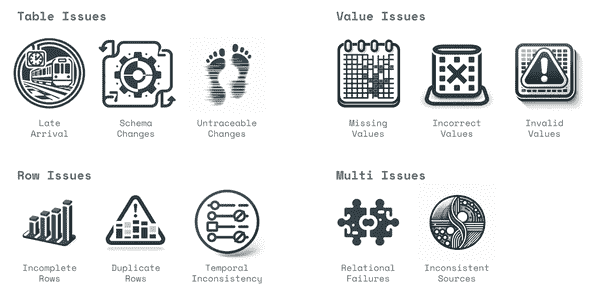 Table Issues
Late
Arrival
Schema
Changes
Untraceable
Changes
Value Issues
Missing
Values
Incorrect
Values
Invalid
Values
Row Issues
Incomplete
Rows
Duplicate
Rows
Temporal
Inconsistency
Multi Issues
Relational
Failures
Inconsistent
Sources